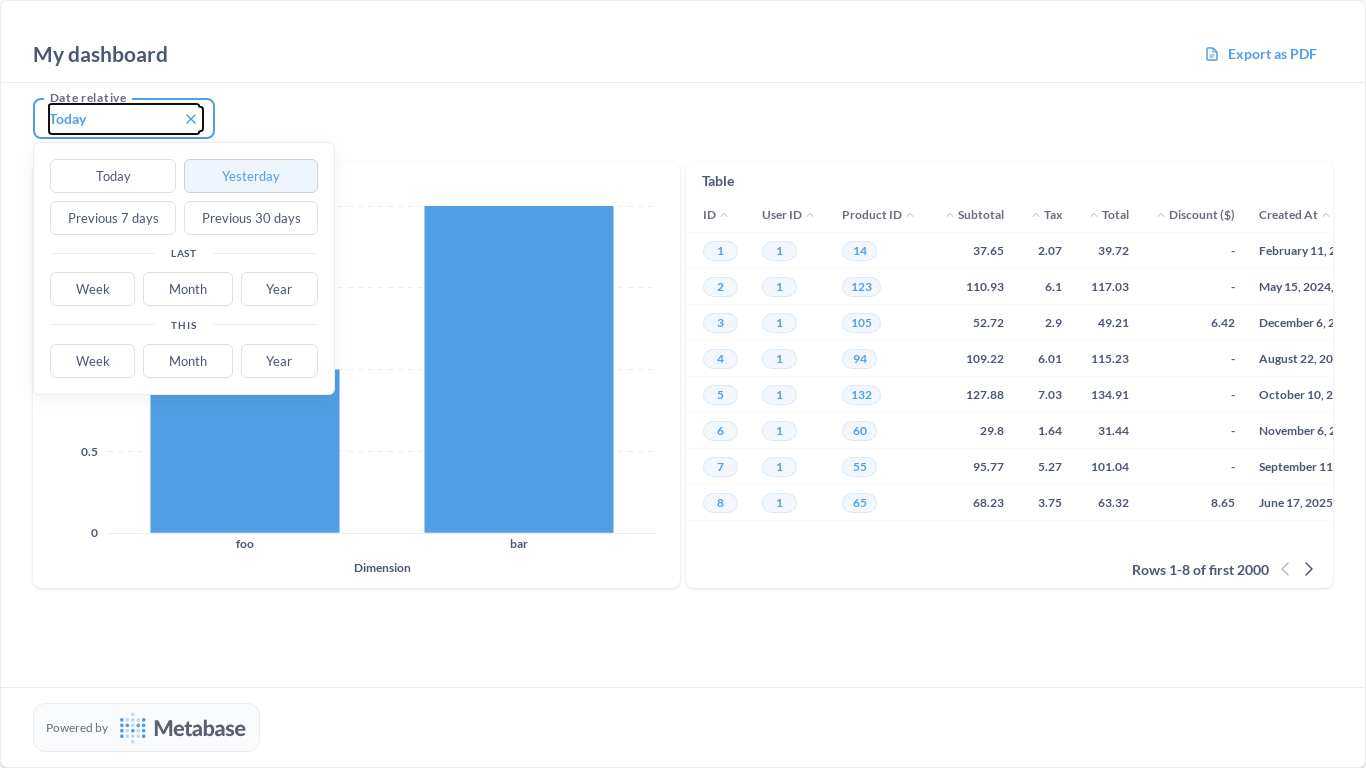 My dashboard
Export as PDF
Date relative
Today
Today Yesterday
Previous 7 days Previous 30 days
LAST
Week Month Year
THIS
Week Month Year
0.5
0
foo bar
Dimension
Table
ID User ID Product ID Subtotal Tax Total Discount ($) Created At
1 1 14 37.65 2.07 39.72 - February 11, 2
2 1 123 110.93 6.1 117.03 - May 15, 2024,
3 1 105 52.72 2.9 49.21 6.42 December 6, 2
4 1 94 109.22 6.01 115.23 - August 22, 20
5 1 132 127.88 7.03 134.91 - October 10, 2
6 1 60 29.8 1.64 31.44 - November 6, 2
7 1 55 95.77 5.27 101.04 - September 11
8 1 65 68.23 3.75 63.32 8.65 June 17, 2025
Rows 1-8 of first 2000
Powered by Metabase